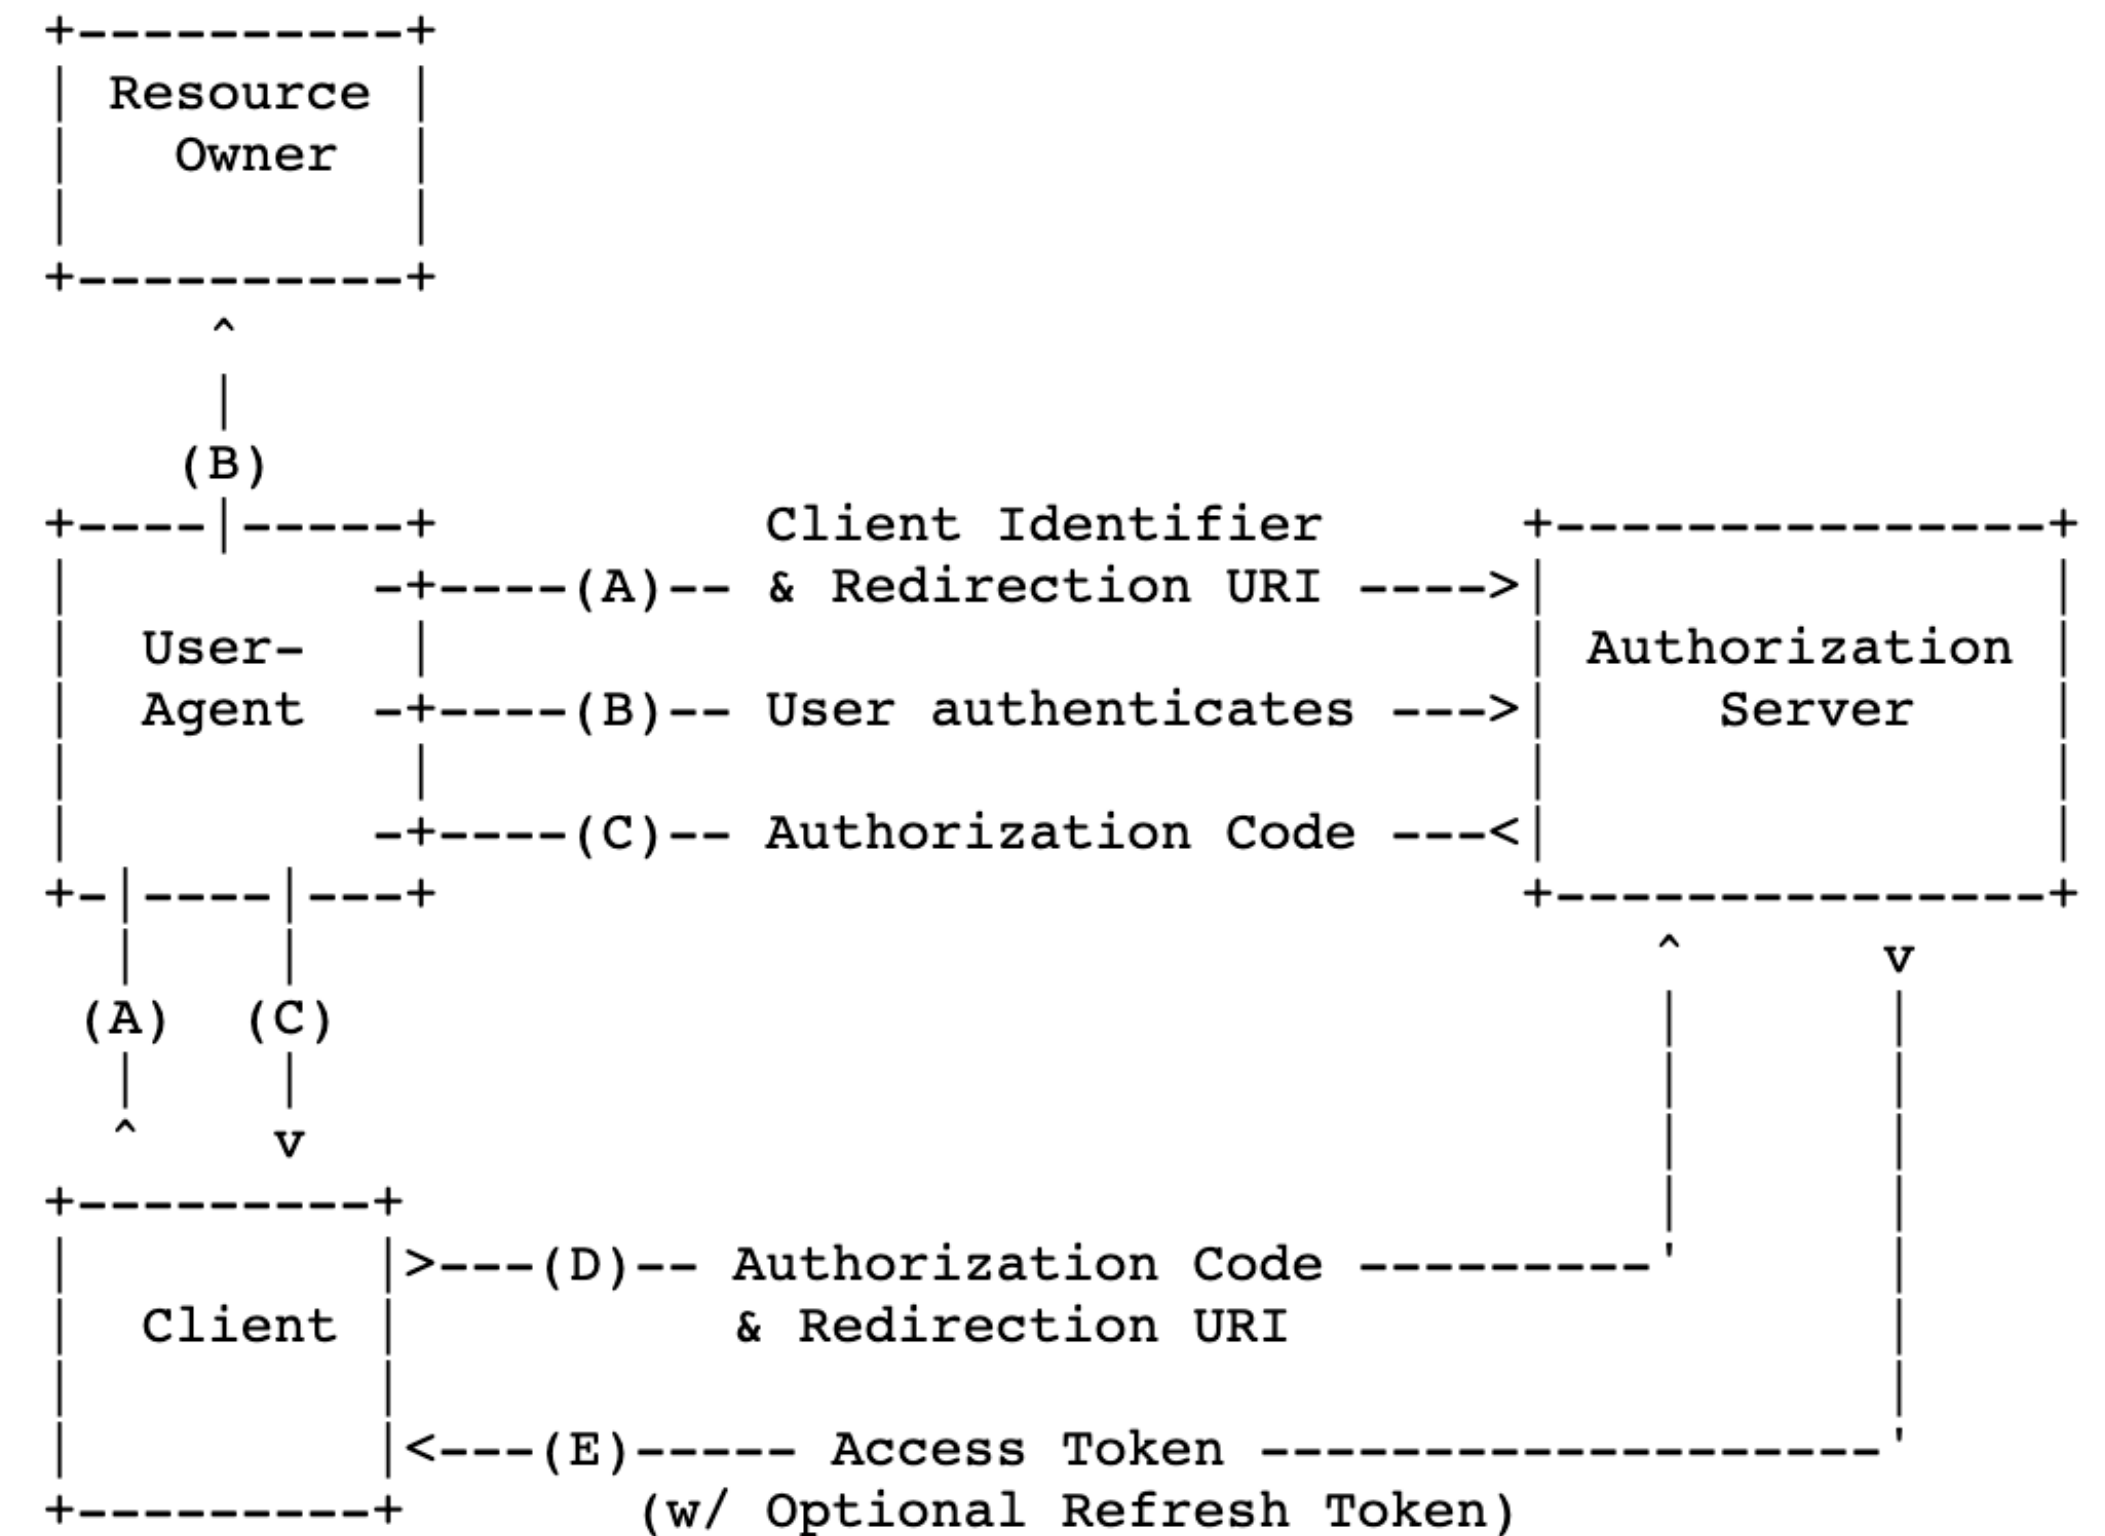 +----------+
| Resource |
|   Owner  |
|          |
+----------+
     ^
     |
    (B)
+----|-----+          Client Identifier      +---------------+
|         -+----(A)-- & Redirection URI ---->|               |
|  User-   |                                 | Authorization |
|  Agent  -+----(B)-- User authenticates --->|     Server    |
|          |                                 |               |
|         -+----(C)-- Authorization Code ---<|               |
+-|----|---+                                 +---------------+
  |    |                                         ^      v
 (A)  (C)                                        |      |
  |    |                                         |      |
  ^    v                                         |      |
+---------+                                      |      |
|         |>---(D)-- Authorization Code ---------'      |
|  Client |          & Redirection URI                  |
|         |                                             |
|         |<---(E)----- Access Token -------------------'
+---------+       (w/ Optional Refresh Token)